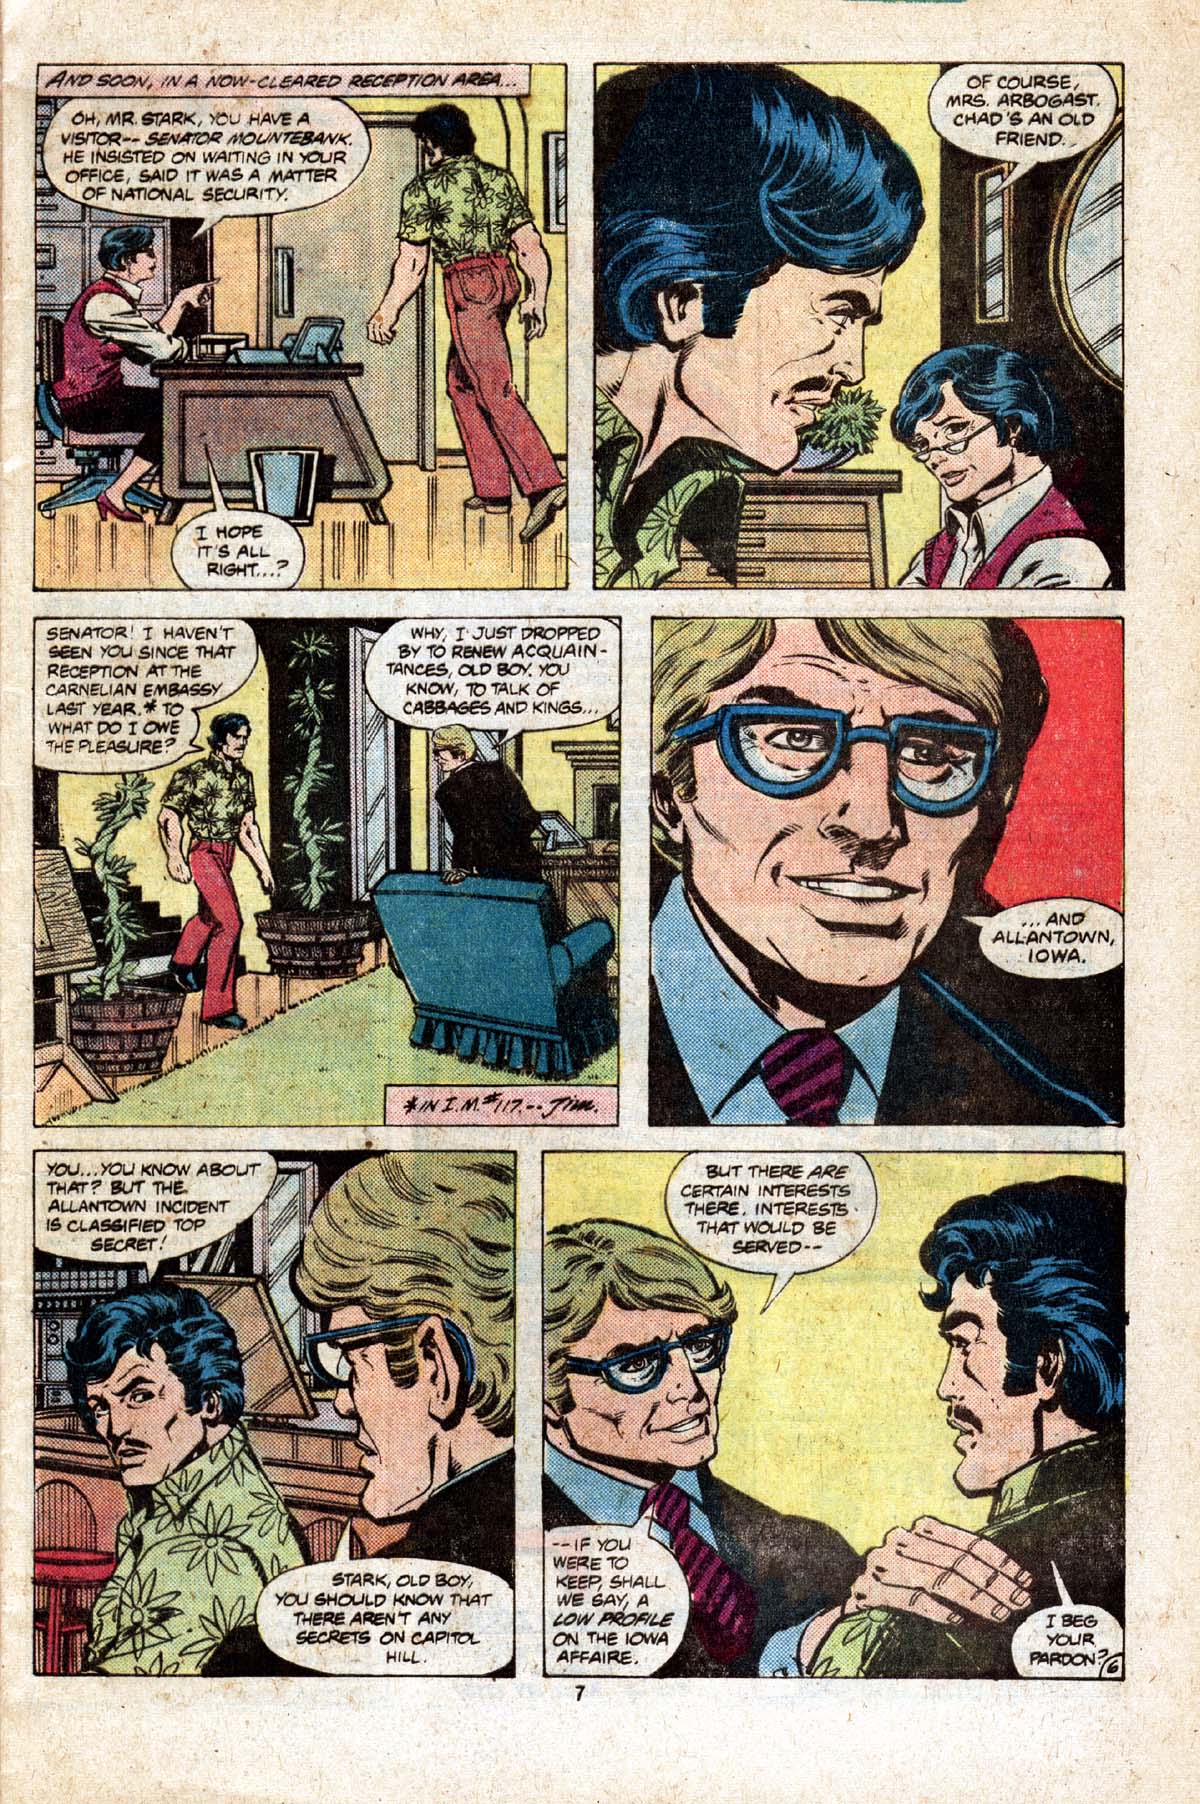 AND SOON, IN A NOW-CLEARED RECEPTION AREA...
OH, MR. STARK, YOU HAVE A
VISITOR-- SENATOR MOUNTEBANK.
HE INSISTED ON WAITING IN YOUR
OFFICE, SAID IT WAS A MATTER
OF NATIONAL SECURITY.
I HOPE
IT'S ALL
RIGHT...?
OF COURSE,
MRS. ARBOGAST.
CHAD'S AN OLD
FRIEND.
SENATOR! I HAVEN'T
SEEN YOU SINCE THAT
RECEPTION AT THE
CARNELIAN EMBASSY
LAST YEAR.* TO
WHAT DO I OWE
THE PLEASURE?
WHY, I JUST DROPPED
BY TO RENEW ACQUAIN-
TANCES, OLD BOY. YOU
KNOW, TO TALK OF
CABBAGES AND KINGS...
*IN I.M. #117.--Jim.
...AND
ALLANTOWN,
IOWA.
YOU...YOU KNOW ABOUT
THAT? BUT THE
ALLANTOWN INCIDENT
IS CLASSIFIED TOP
SECRET!
STARK, OLD BOY,
YOU SHOULD KNOW THAT
THERE AREN'T ANY
SECRETS ON CAPITOL
HILL.
BUT THERE ARE
CERTAIN INTERESTS
THERE. INTERESTS
THAT WOULD BE
SERVED--
--IF YOU
WERE TO
KEEP, SHALL
WE SAY, A
LOW PROFILE
ON THE IOWA
AFFAIRE.
I BEG
YOUR
PARDON?
6
7